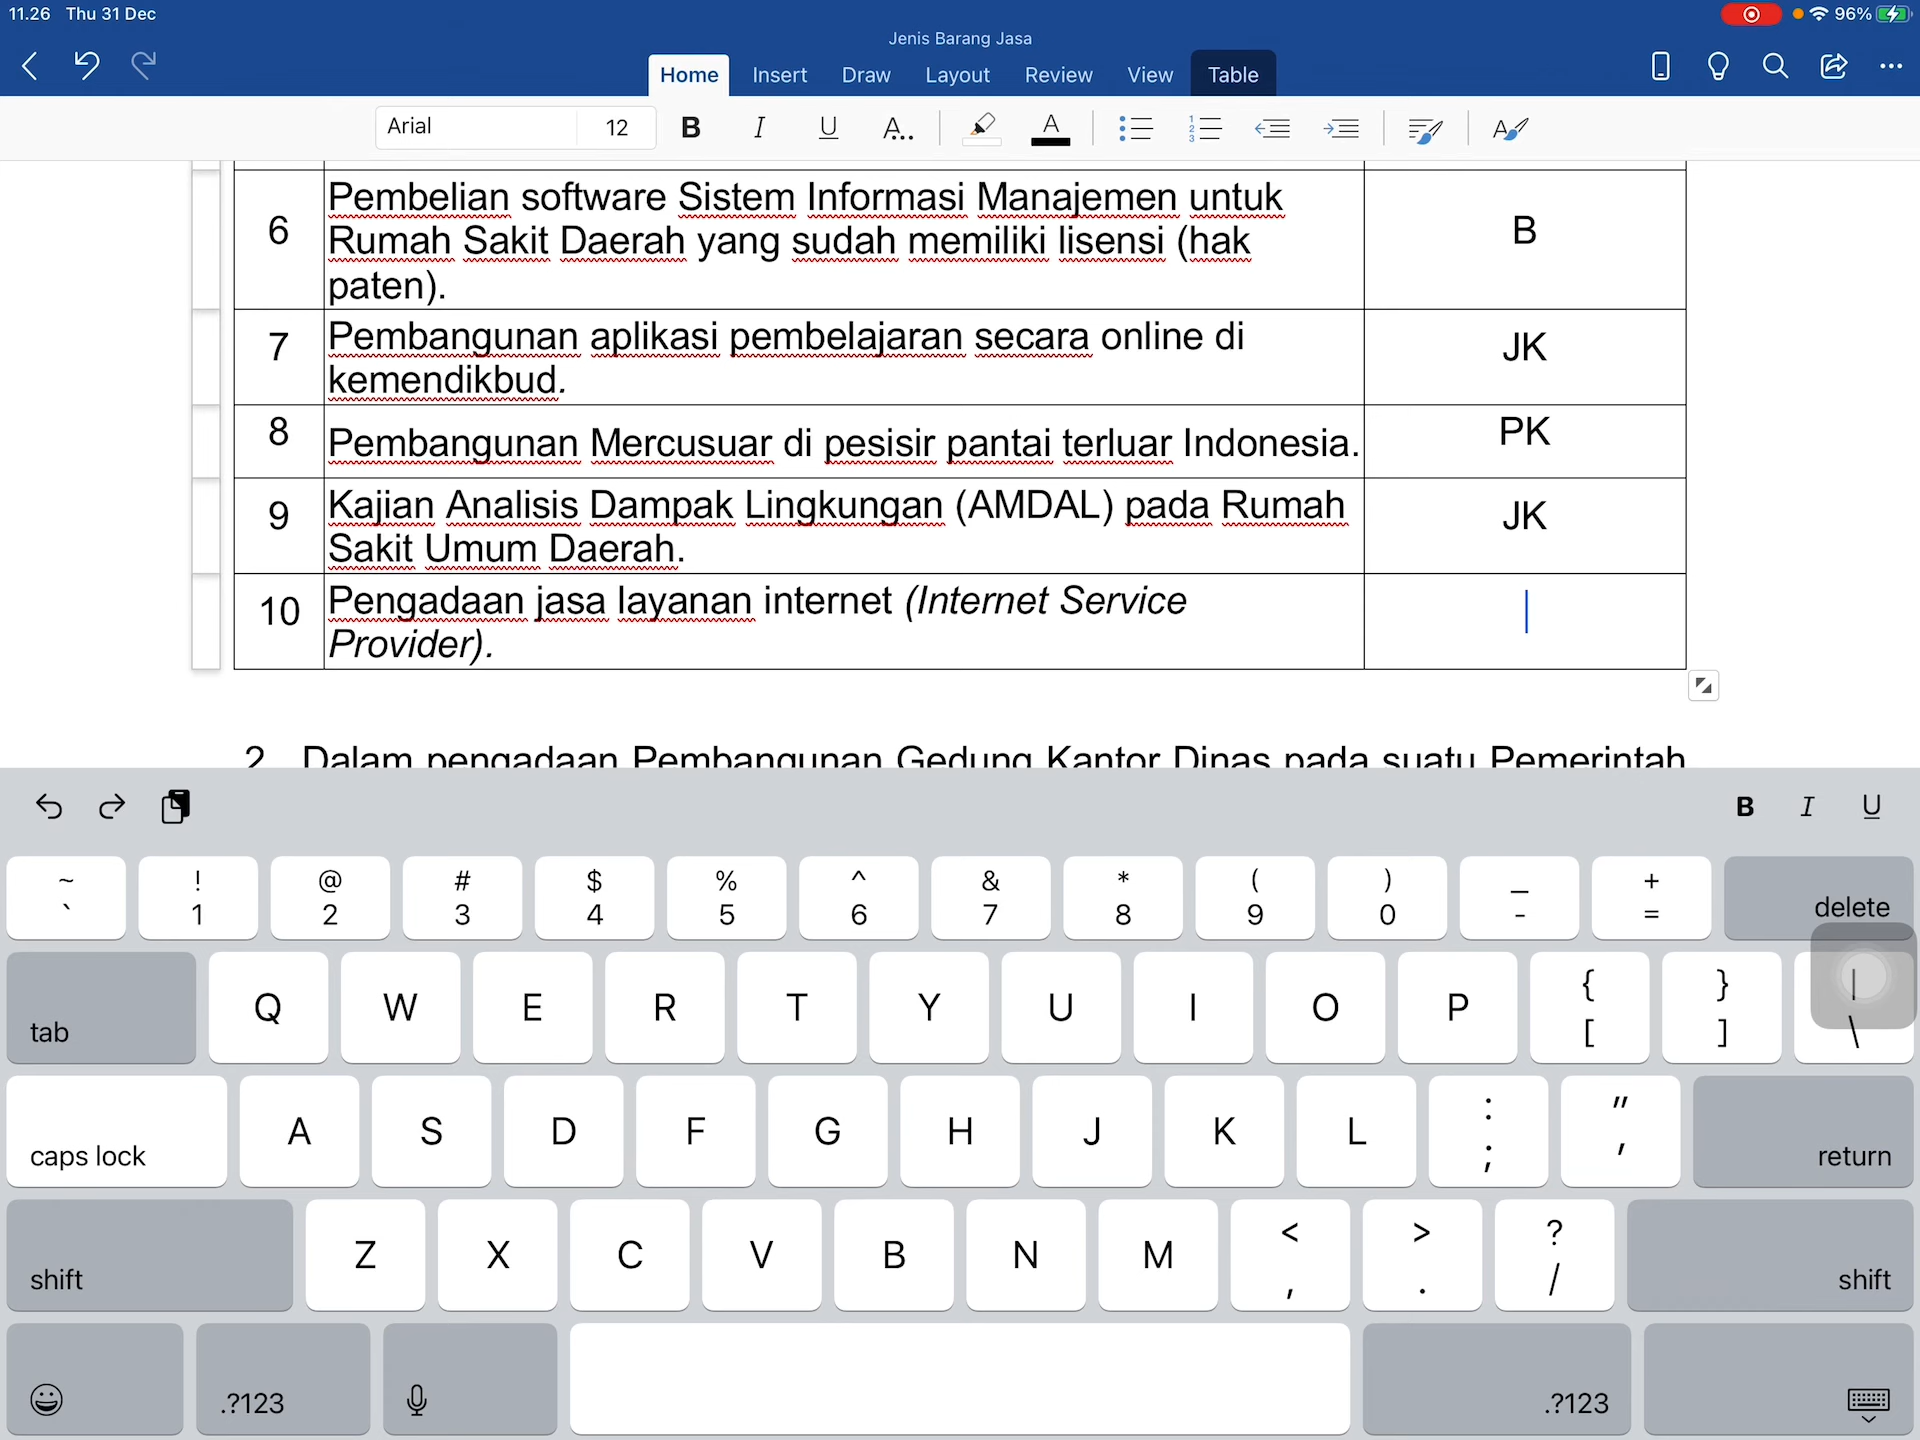 11.26 Thu 31 Dec
96%
Jenis Barang Jasa
Home Insert Draw Layout Review View Table
Arial 12 B I U A..
6 Pembelian software Sistem Informasi Manajemen untuk
Rumah Sakit Daerah yang sudah memiliki lisensi (hak
paten).
B
7 Pembangunan aplikasi pembelajaran secara online di
kemendikbud.
JK
8 Pembangunan Mercusuar di pesisir pantai terluar Indonesia.
PK
9 Kajian Analisis Dampak Lingkungan (AMDAL) pada Rumah
Sakit Umum Daerah.
JK
10 Pengadaan jasa layanan internet (Internet Service
Provider).
2. Dalam pengadaan Pembangunan Gedung Kantor Dinas pada suatu Pemerintah
B I U
~ ! @ # $ % ^ & * ( ) _ +
` 1 2 3 4 5 6 7 8 9 0 - = delete
tab Q W E R T Y U I O P { [ } ] | \
caps lock A S D F G H J K L : ; " ' return
shift Z X C V B N M < , > . ? / shift
.?123 .?123